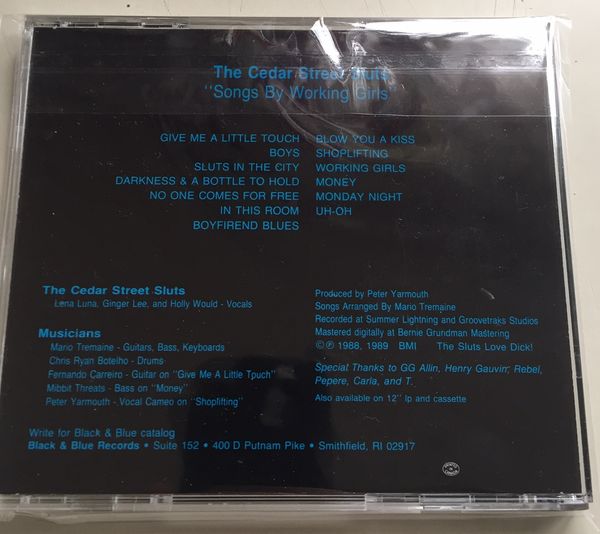 The Cedar Street Sluts
"Songs By Working Girls"
GIVE ME A LITTLE TOUCH
BOYS
SLUTS IN THE CITY
DARKNESS & A BOTTLE TO HOLD
NO ONE COMES FOR FREE
IN THIS ROOM
BOYFIREND BLUES
BLOW YOU A KISS
SHOPLIFTING
WORKING GIRLS
MONEY
MONDAY NIGHT
UH-OH
The Cedar Street Sluts
Lena Luna, Ginger Lee, and Holly Would - Vocals
Musicians
Mario Tremaine - Guitars, Bass, Keyboards
Chris Ryan Botelho - Drums
Fernando Carreiro - Guitar on "Give Me A Little Tpuch"
Mibbit Threats - Bass on "Money"
Peter Yarmouth - Vocal Cameo on "Shoplifting"
Write for Black & Blue catalog
Black & Blue Records • Suite 152 • 400 D Putnam Pike • Smithfield, RI 02917
Produced by Peter Yarmouth
Songs Arranged By Mario Tremaine
Recorded at Summer Lightning and Groovetraks Studios
Mastered digitally at Bernie Grundman Mastering
©℗ 1988, 1989 BMI The Sluts Love Dick!
Special Thanks to GG Allin, Henry Gauvin, Rebel,
Pepere, Carla, and T.
Also available on 12" lp and cassette